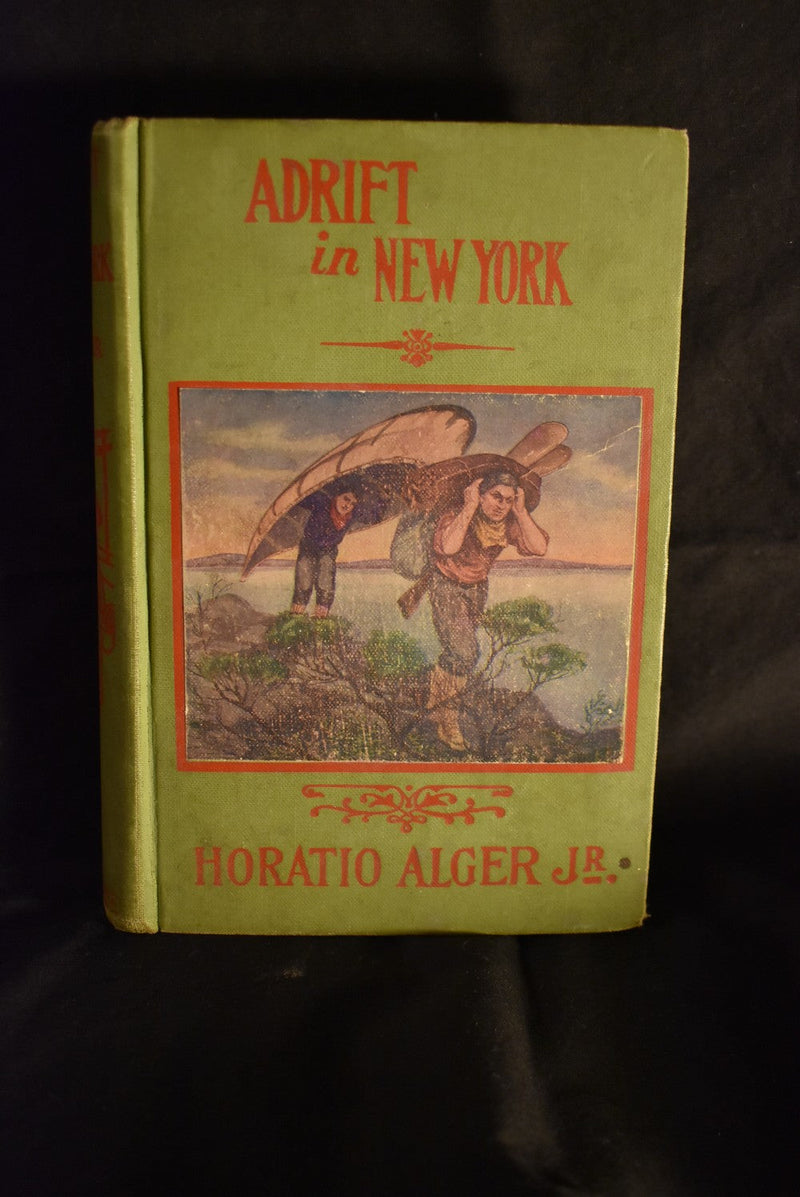 ADRIFT
in NEW YORK
HORATIO ALGER JR.